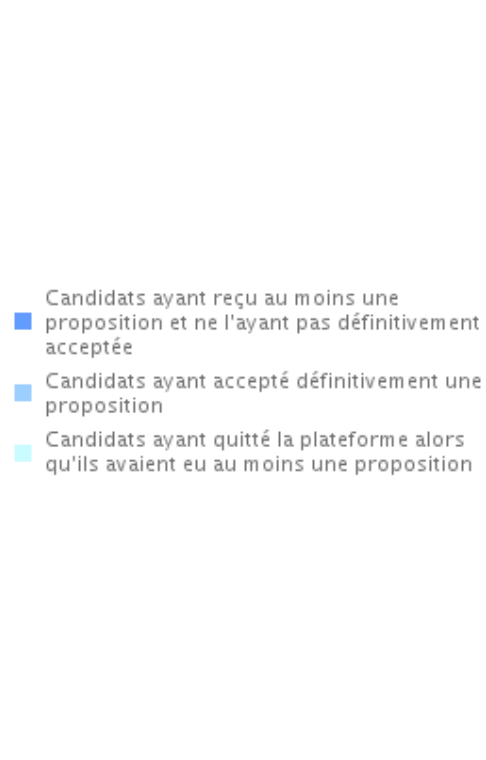 Candidats ayant reçu au moins une
proposition et ne l'ayant pas définitivement
acceptée
Candidats ayant accepté définitivement une
proposition
Candidats ayant quitté la plateforme alors
qu'ils avaient eu au moins une proposition